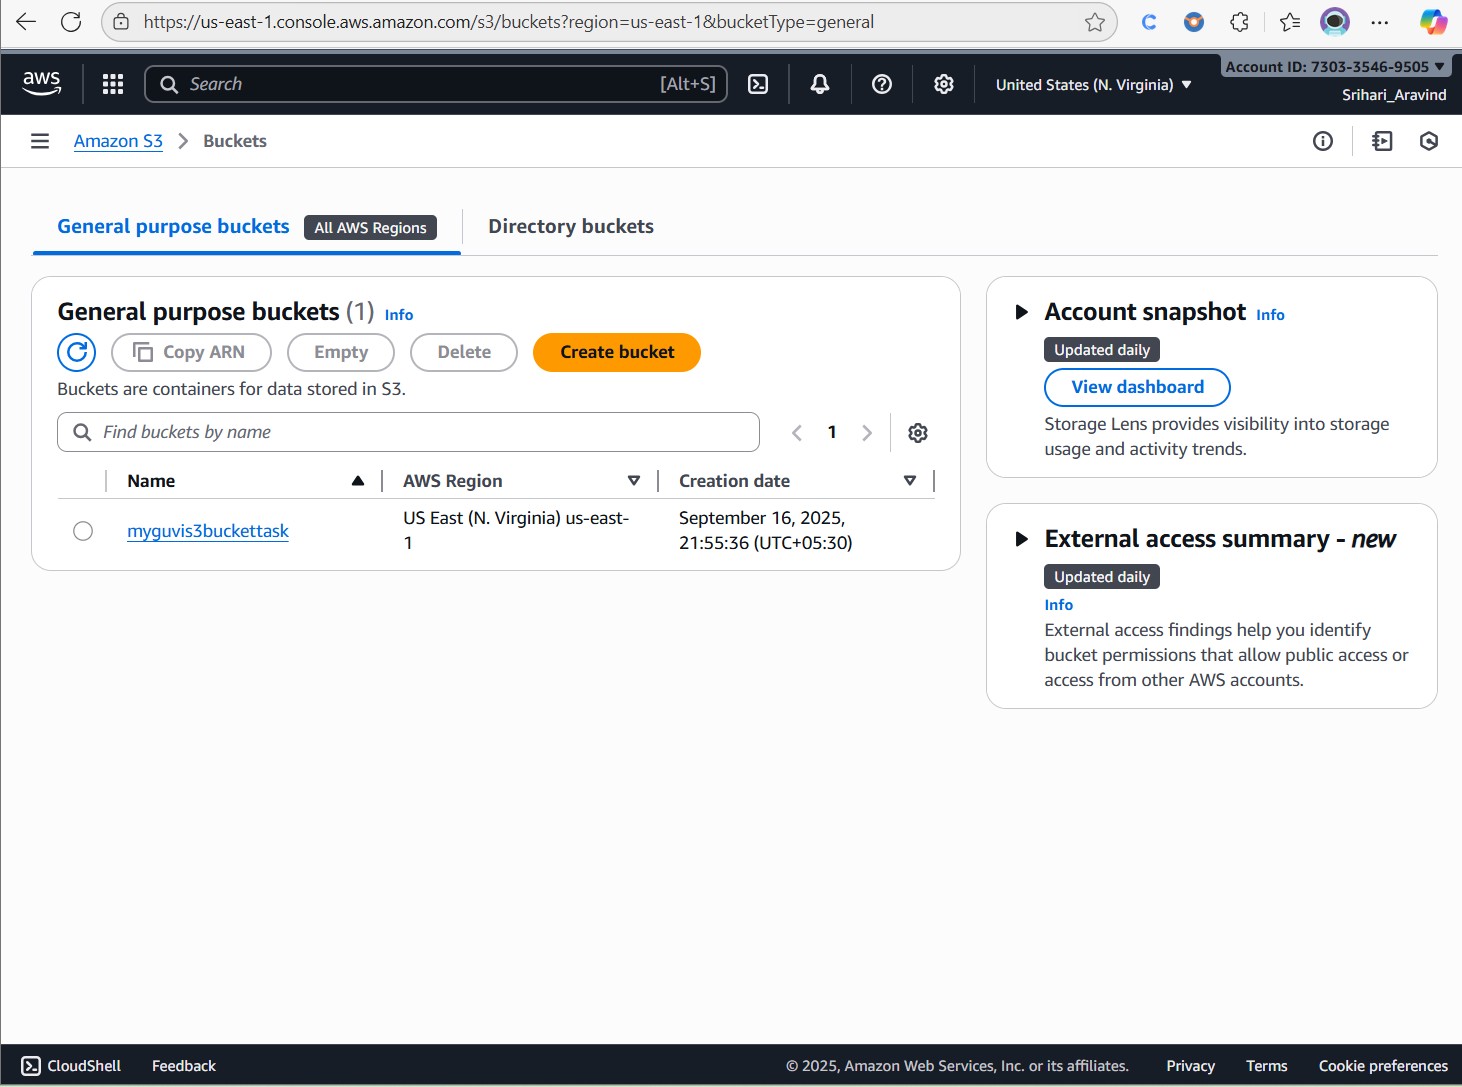 https://us-east-1.console.aws.amazon.com/s3/buckets?region=us-east-1&bucketType=general
aws
Search
[Alt+S]
United States (N. Virginia)
Account ID: 7303-3546-9505
Srihari_Aravind
Amazon S3
Buckets
General purpose buckets
All AWS Regions
Directory buckets
General purpose buckets (1) Info
Copy ARN
Empty
Delete
Create bucket
Buckets are containers for data stored in S3.
Find buckets by name
1
Name
AWS Region
Creation date
myguvis3buckettask
US East (N. Virginia) us-east-
1
September 16, 2025,
21:55:36 (UTC+05:30)
Account snapshot Info
Updated daily
View dashboard
Storage Lens provides visibility into storage
usage and activity trends.
External access summary - new
Updated daily
Info
External access findings help you identify
bucket permissions that allow public access or
access from other AWS accounts.
CloudShell
Feedback
© 2025, Amazon Web Services, Inc. or its affiliates.
Privacy
Terms
Cookie preferences